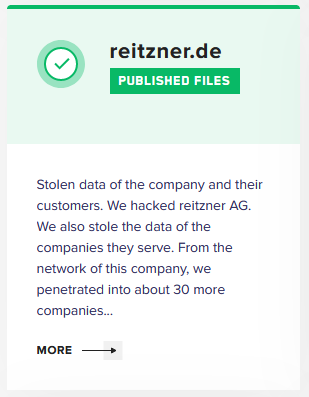 reitzner.de
PUBLISHED FILES
Stolen data of the company and their
customers. We hacked reitzner AG.
We also stole the data of the
companies they serve. From the
network of this company, we
penetrated into about 30 more
companies...
MORE